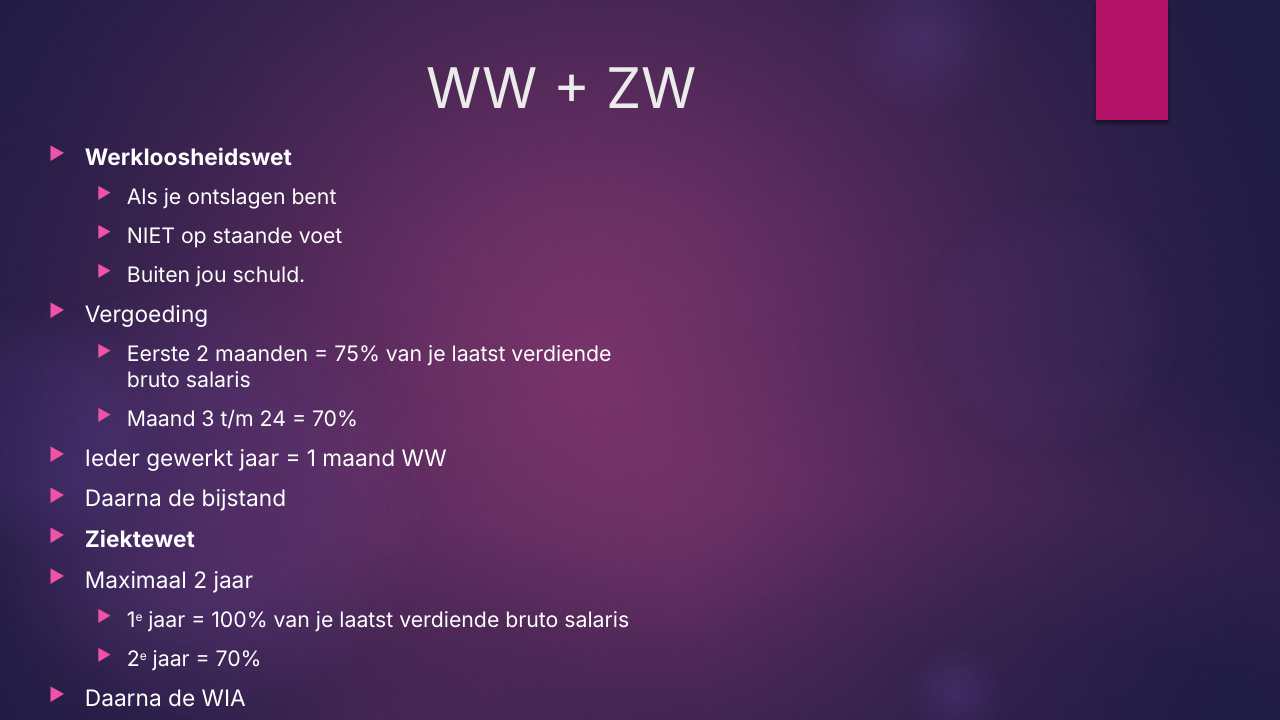 WW + ZW
Werkloosheidswet
Als je ontslagen bent
NIET op staande voet
Buiten jou schuld.
Vergoeding
Eerste 2 maanden = 75% van je laatst verdiende
bruto salaris
Maand 3 t/m 24 = 70%
Ieder gewerkt jaar = 1 maand WW
Daarna de bijstand
Ziektewet
Maximaal 2 jaar
1e jaar = 100% van je laatst verdiende bruto salaris
2e jaar = 70%
Daarna de WIA